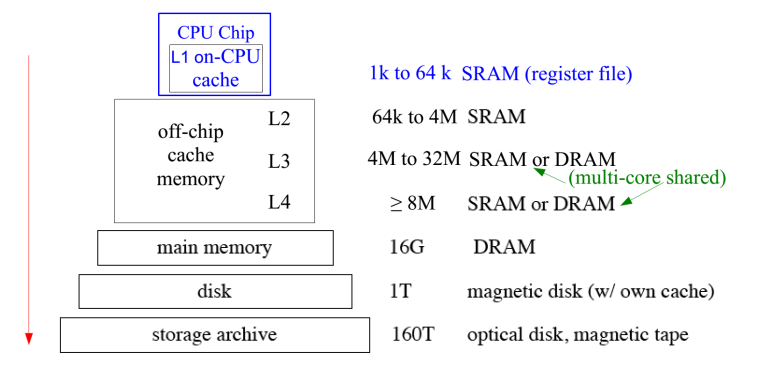 CPU Chip
L1 on-CPU
cache
1k to 64 k SRAM (register file)
off-chip
cache
memory
L2
64k to 4M SRAM
L3
4M to 32M SRAM or DRAM
(multi-core shared)
L4
≥ 8M SRAM or DRAM
main memory
16G DRAM
disk
1T magnetic disk (w/ own cache)
storage archive
160T optical disk, magnetic tape